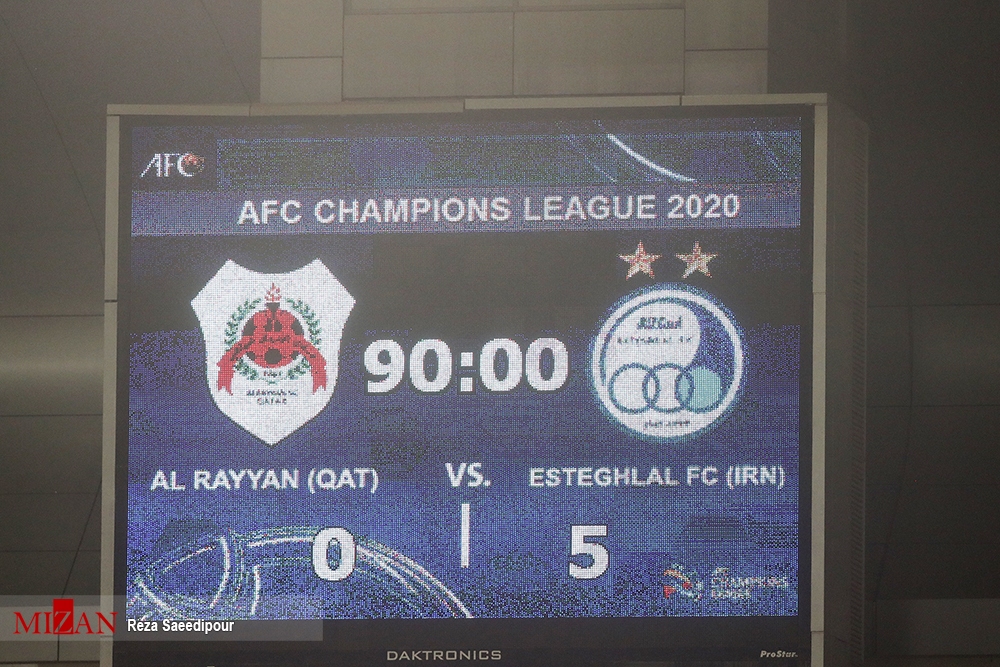 AFC
AFC CHAMPIONS LEAGUE 2020
90:00
AL RAYYAN (QAT) VS. ESTEGHLAL FC (IRN)
0 5
CHAMPIONS
MIZAN
Reza Saeedipour
DAKTRONICS
ProStar.